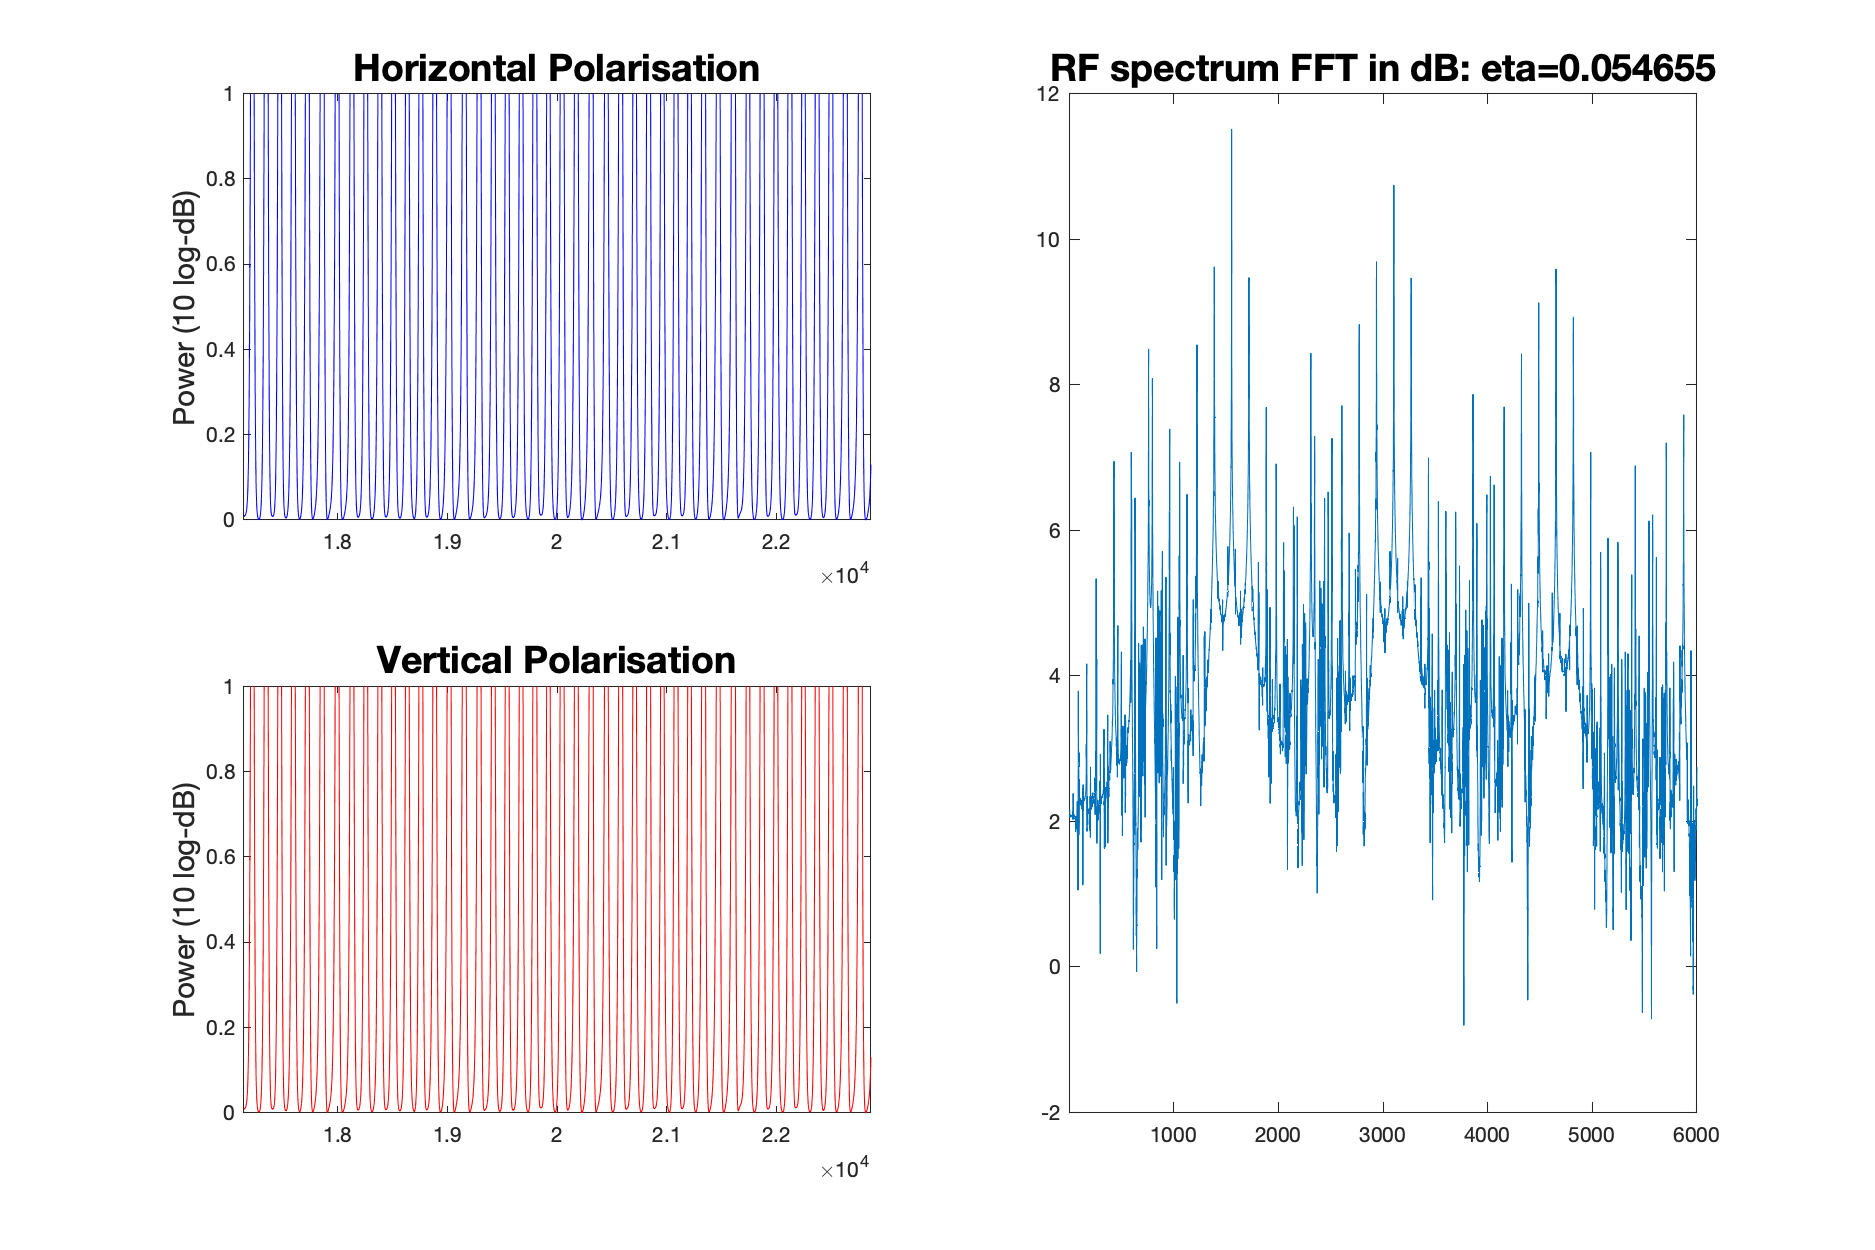 Horizontal Polarisation
Power (10 log-dB)
1
0.8
0.6
0.4
0.2
0
1.8 1.9 2 2.1 2.2
×10^4
Vertical Polarisation
Power (10 log-dB)
1
0.8
0.6
0.4
0.2
0
1.8 1.9 2 2.1 2.2
×10^4
RF spectrum FFT in dB: eta=0.054655
12
10
8
6
4
2
0
-2
1000 2000 3000 4000 5000 6000